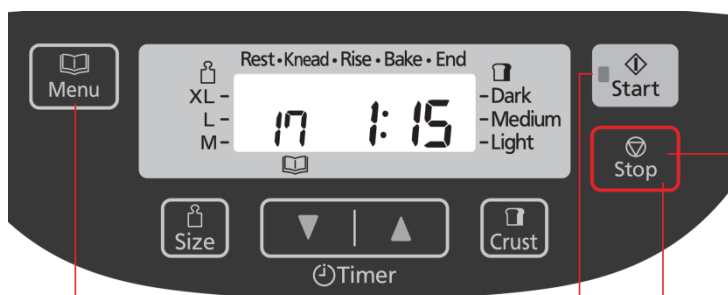 Rest • Knead • Rise • Bake • End
Menu
XL – – Dark
L – – Medium
M – – Light
17 1:15
Start
Stop
Size
Crust
Timer